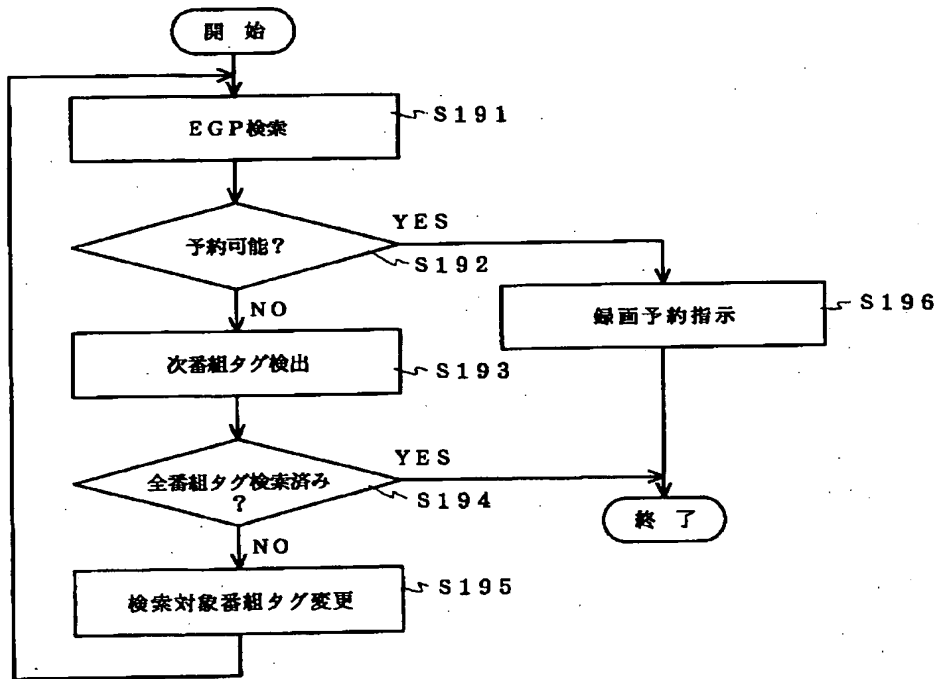 開 始
EGP検索
S191
予約可能?
YES
S192
NO
録画予約指示
S196
次番組タグ検出
S193
全番組タグ検索済み
?
YES
S194
終 了
NO
検索対象番組タグ変更
S195